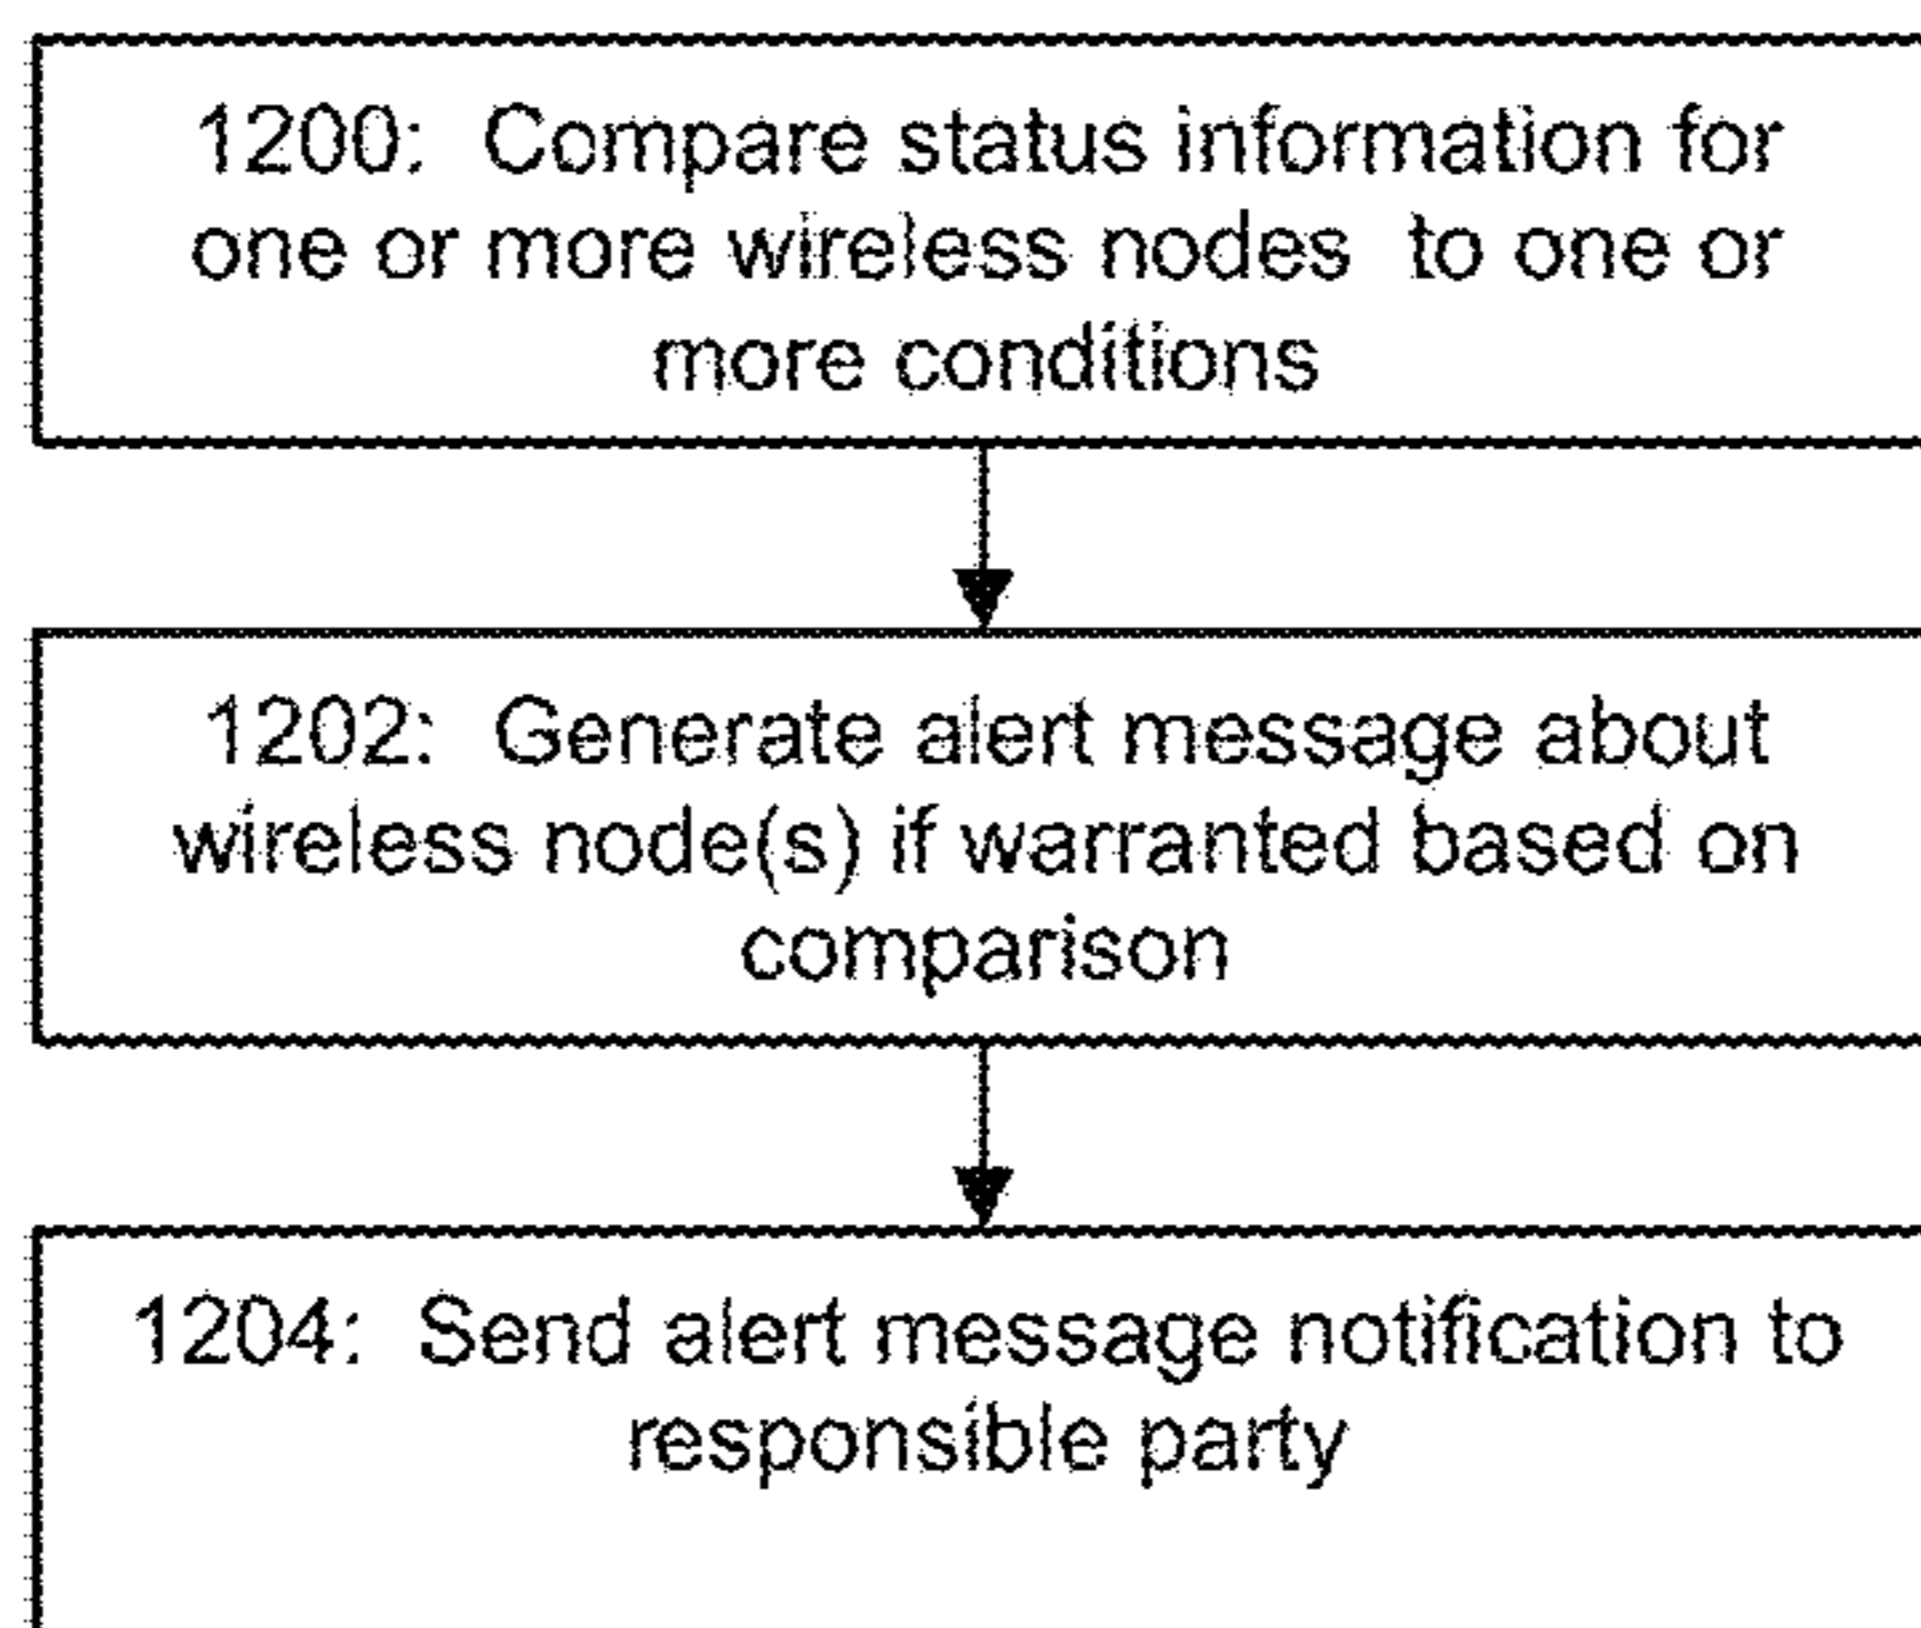 1200:  Compare status information for
one or more wireless nodes  to one or
more conditions
1202:  Generate alert message about
wireless node(s) if warranted based on
comparison
1204:  Send alert message notification to
responsible party